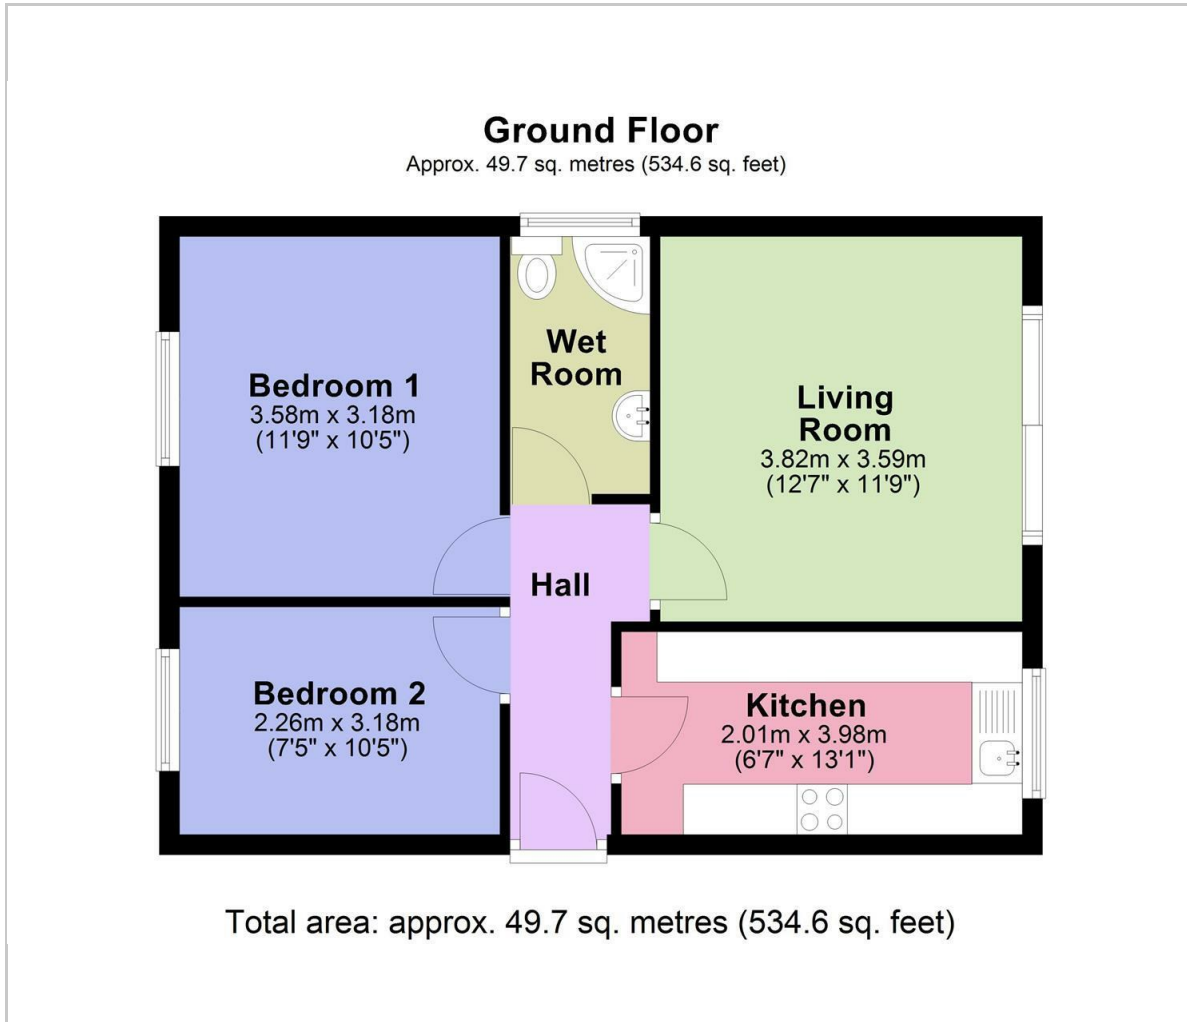 Ground Floor
Approx. 49.7 sq. metres (534.6 sq. feet)
Wet
Room
Bedroom 1
3.58m x 3.18m
(11'9" x 10'5")
Living
Room
3.82m x 3.59m
(12'7" x 11'9")
Hall
Bedroom 2
2.26m x 3.18m
(7'5" x 10'5")
Kitchen
2.01m x 3.98m
(6'7" x 13'1")
Total area: approx. 49.7 sq. metres (534.6 sq. feet)